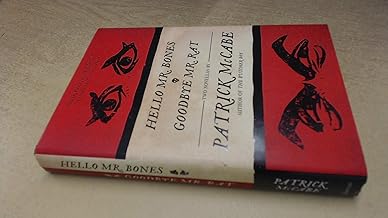 HELLO MR. BONES
GOODBYE MR. RAT
TWO NOVELLAS BY
PATRICK McCABE
AUTHOR OF THE BUTCHER BOY
HELLO MR. BONES
GOODBYE MR. RAT
PATRICK
McCABE